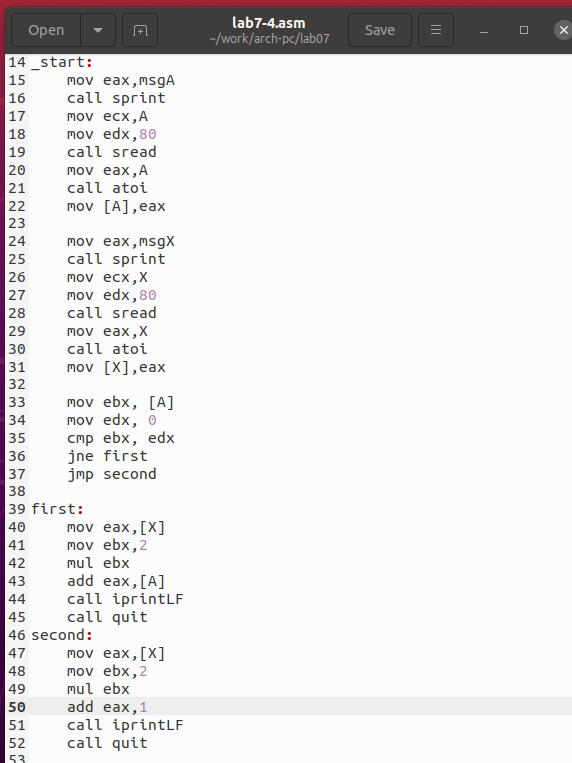 lab7-4.asm
Open
~/work/arch-pc/lab07
Save
14 _start:
15     mov eax,msgA
16     call sprint
17     mov ecx,A
18     mov edx,80
19     call sread
20     mov eax,A
21     call atoi
22     mov [A],eax
23
24     mov eax,msgX
25     call sprint
26     mov ecx,X
27     mov edx,80
28     call sread
29     mov eax,X
30     call atoi
31     mov [X],eax
32
33     mov ebx, [A]
34     mov edx, 0
35     cmp ebx, edx
36     jne first
37     jmp second
38
39 first:
40     mov eax,[X]
41     mov ebx,2
42     mul ebx
43     add eax,[A]
44     call iprintLF
45     call quit
46 second:
47     mov eax,[X]
48     mov ebx,2
49     mul ebx
50     add eax,1
51     call iprintLF
52     call quit
53